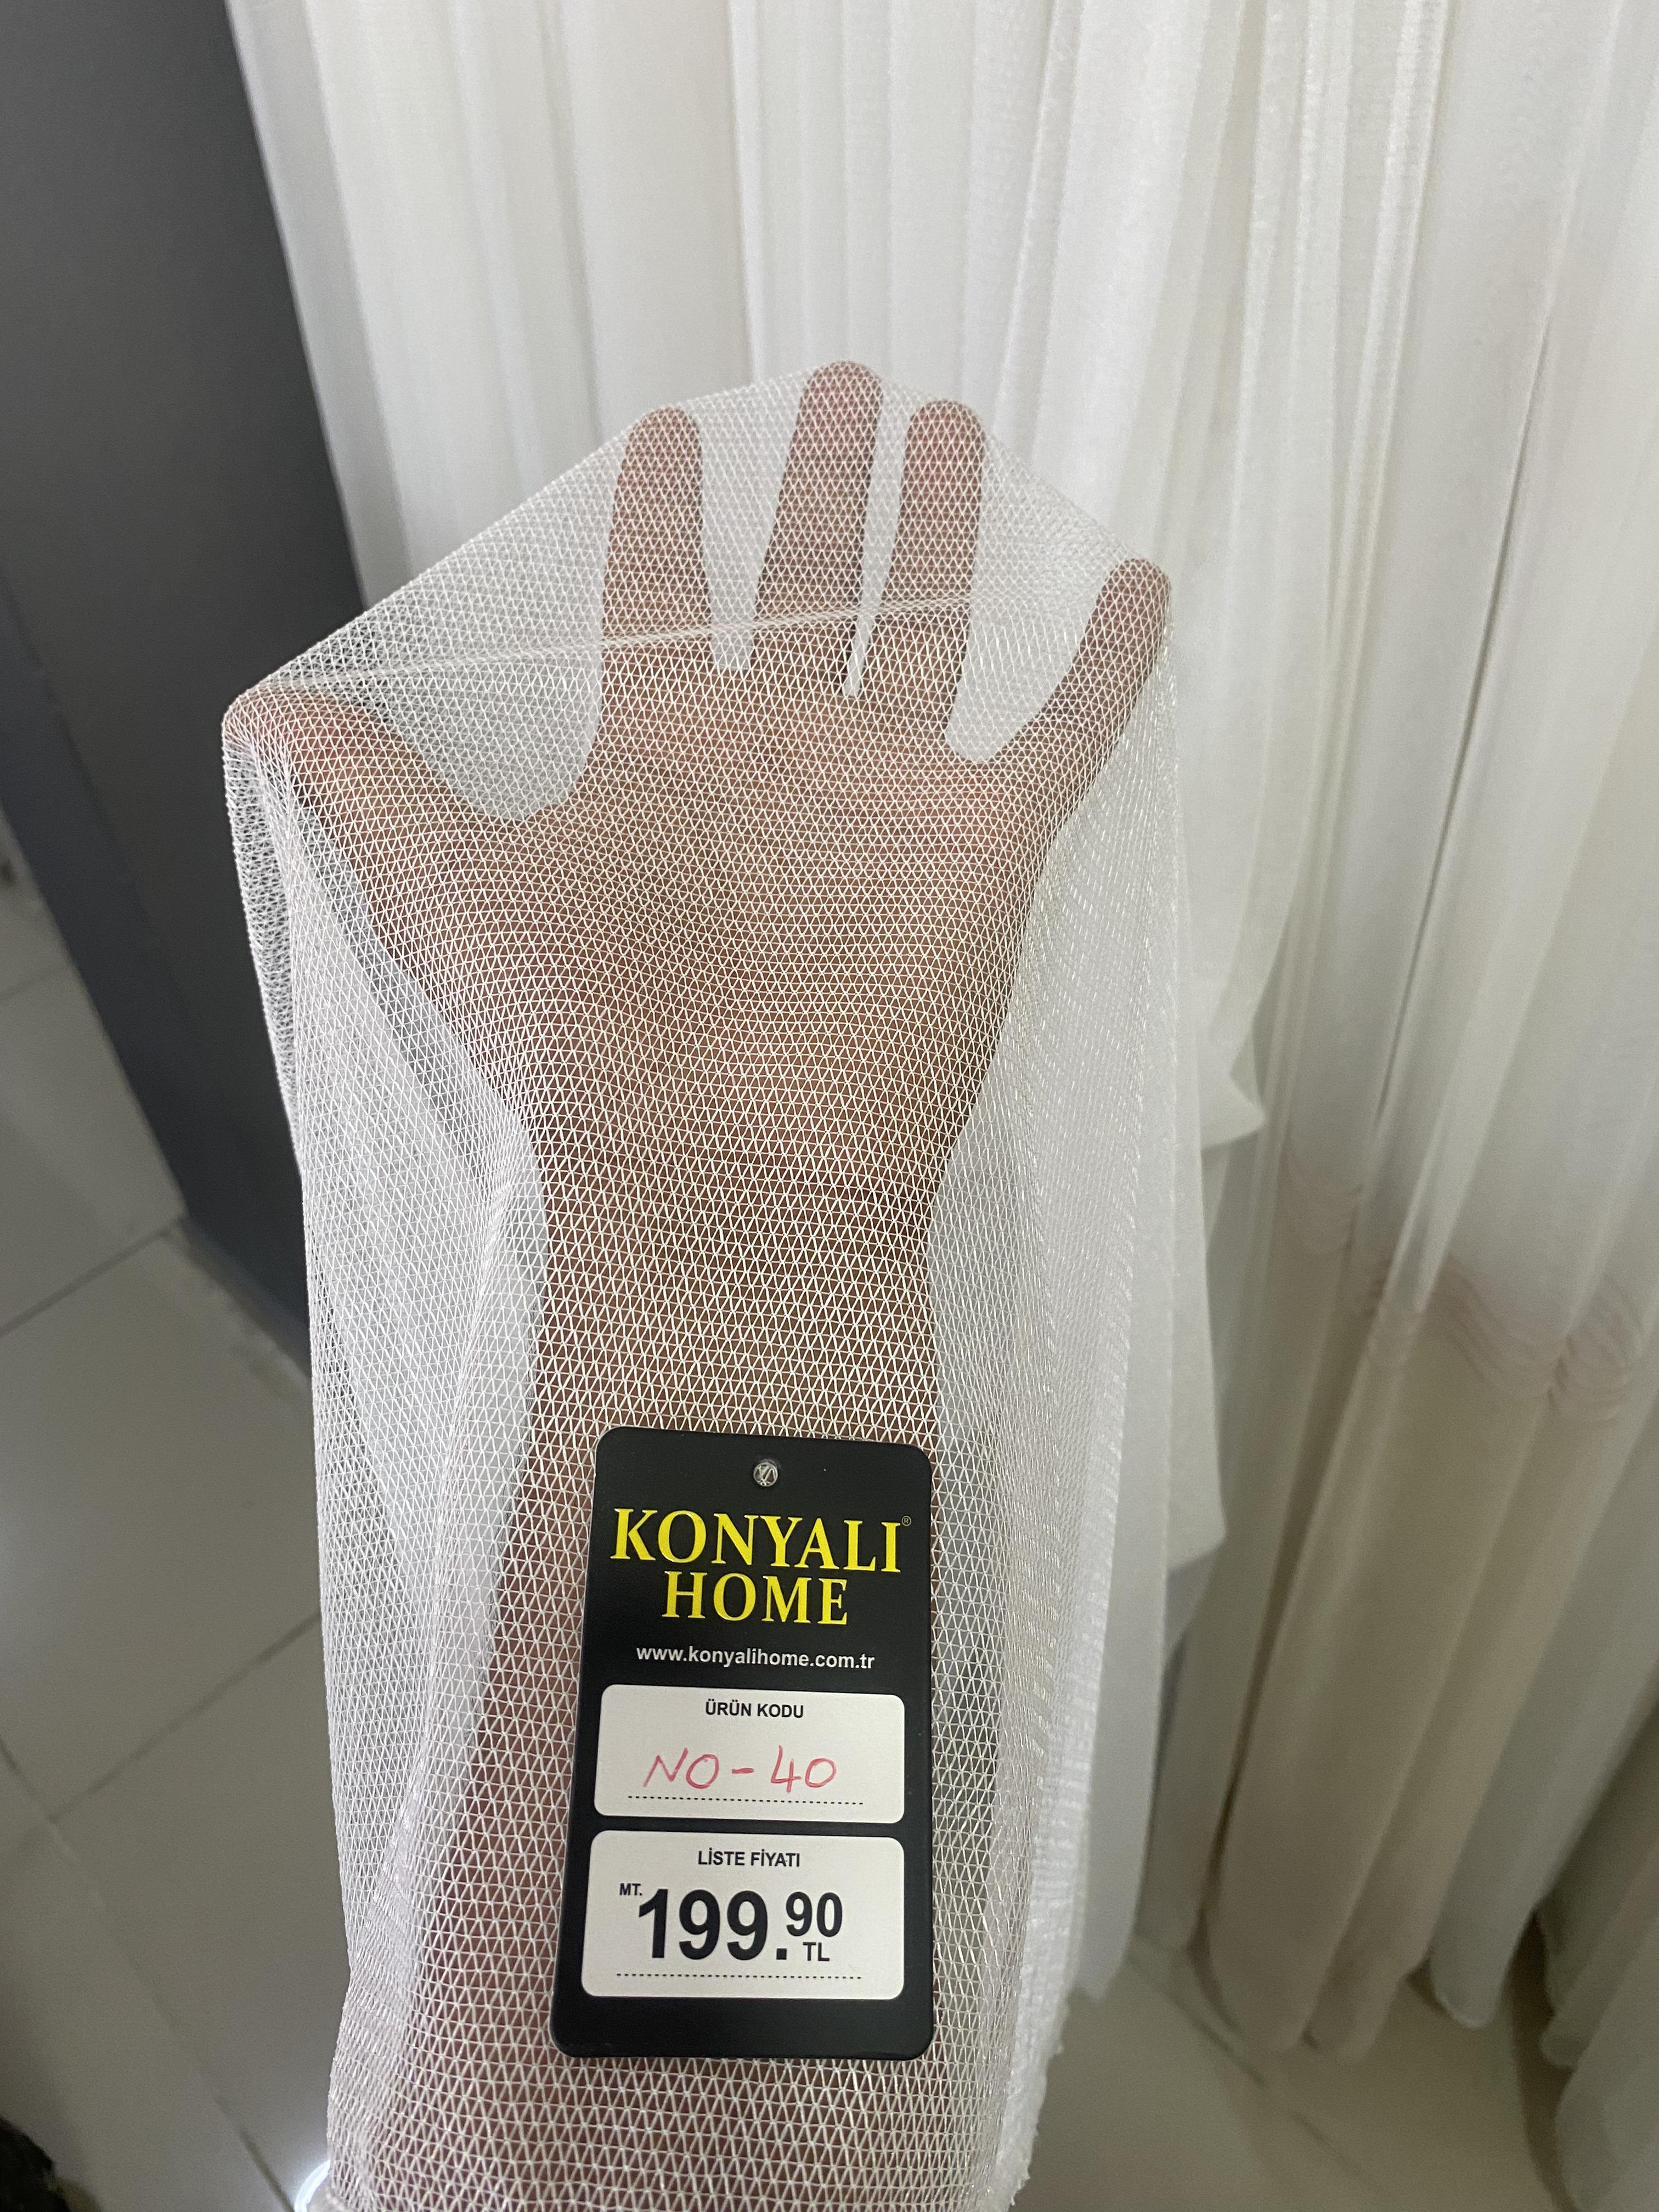 KONYALI®
HOME
www.konyalihome.com.tr
ÜRÜN KODU
NO-40
LİSTE FİYATI
MT. 199.90 TL